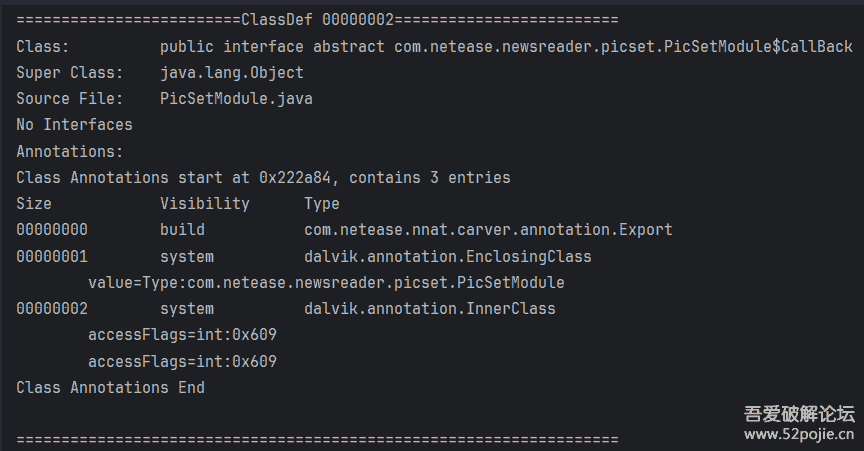 =========================ClassDef 00000002=========================
Class: public interface abstract com.netease.newsreader.picset.PicSetModule$CallBack
Super Class: java.lang.Object
Source File: PicSetModule.java
No Interfaces
Annotations:
Class Annotations start at 0x222a84, contains 3 entries
Size Visibility Type
00000000 build com.netease.nnat.carver.annotation.Export
00000001 system dalvik.annotation.EnclosingClass
value=Type:com.netease.newsreader.picset.PicSetModule
00000002 system dalvik.annotation.InnerClass
accessFlags=int:0x609
accessFlags=int:0x609
Class Annotations End
===================================================================
吾爱破解论坛
www.52pojie.cn